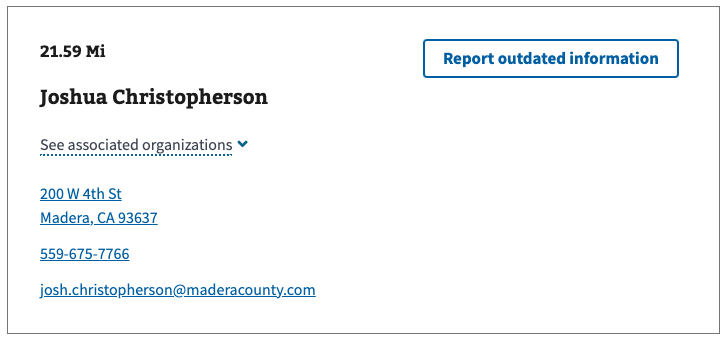 21.59 Mi
Report outdated information
Joshua Christopherson
See associated organizations
200 W 4th St
Madera, CA 93637
559-675-7766
josh.christopherson@maderacounty.com